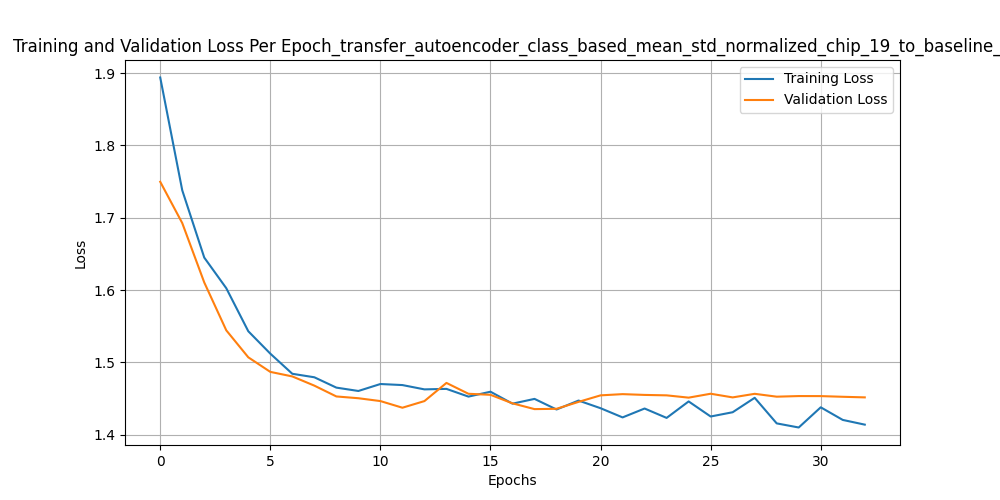 Training and Validation Loss Per Epoch_transfer_autoencoder_class_based_mean_std_normalized_chip_19_to_baseline_
Training Loss
Validation Loss
1.9
1.8
1.7
1.6
1.5
1.4
Loss
0 5 10 15 20 25 30
Epochs